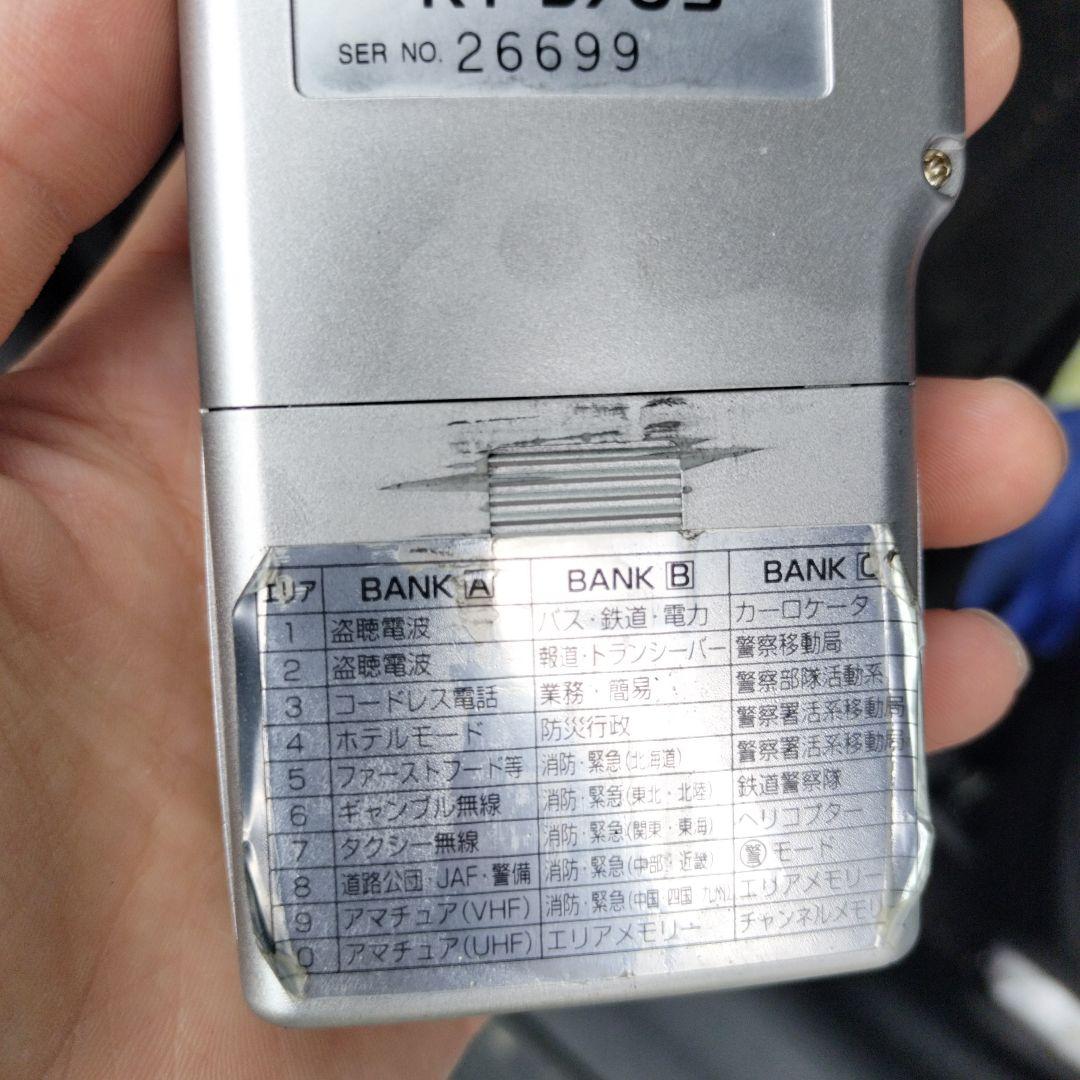 SER NO. 26699
エリア BANK A BANK B BANK C
1 盗聴電波 バス・鉄道・電力 カーロケータ
2 盗聴電波 報道・トランシーバー 警察移動局
3 コードレス電話 業務・簡易 警察部隊活動系
4 ホテルモード 防災行政 警察署活系移動局
5 ファーストフード等 消防・緊急(北海道) 警察署活系移動局
6 ギャンブル無線 消防・緊急(東北・北陸) 鉄道警察隊
7 タクシー無線 消防・緊急(関東・東海) ヘリコプター
8 道路公団・JAF・警備 消防・緊急(中部・近畿) ㊙モード
9 アマチュア(VHF) 消防・緊急(中国・四国・九州) エリアメモリー
0 アマチュア(UHF) エリアメモリー チャンネルメモリ